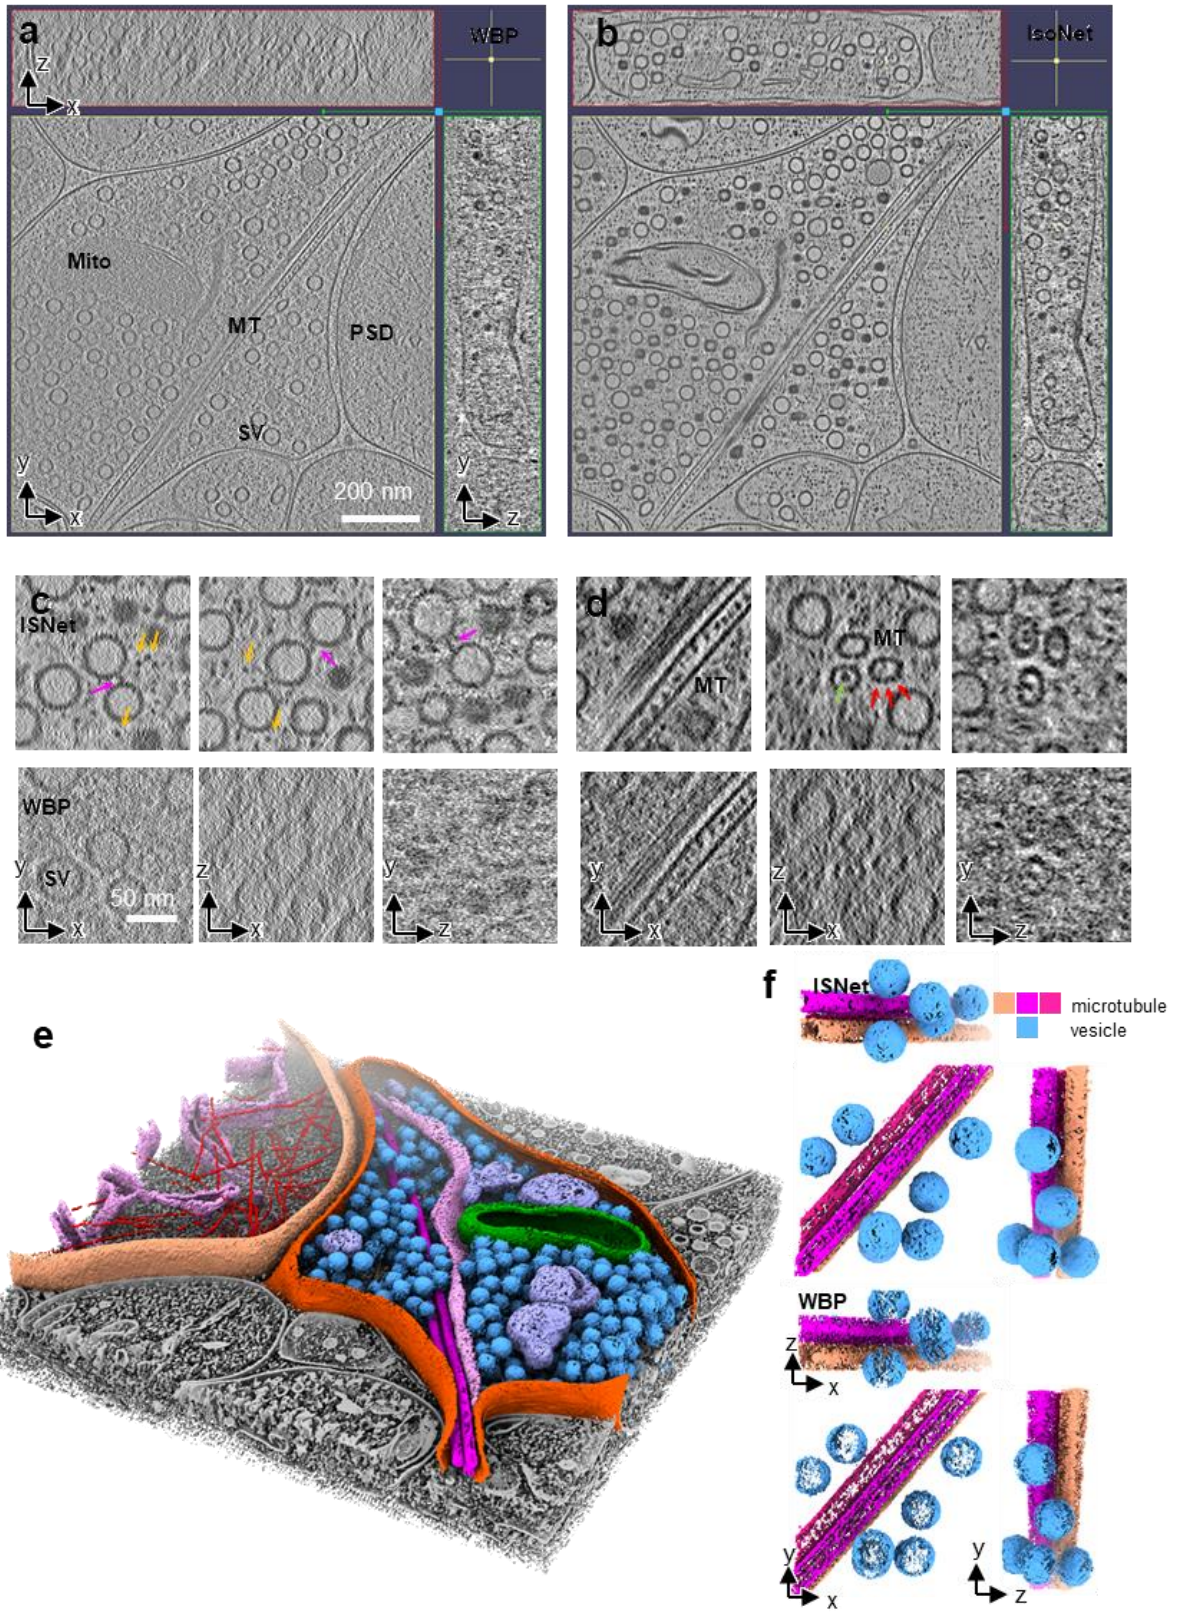 a
WBP
z
x
Mito
MT
PSD
SV
y
x
200 nm
y
z
b
IsoNet
c
ISNet
d
MT
MT
WBP
y
SV
50 nm
x
z
x
y
z
y
x
z
x
y
z
e
f
ISNet
microtubule
vesicle
WBP
z
x
y
x
y
z